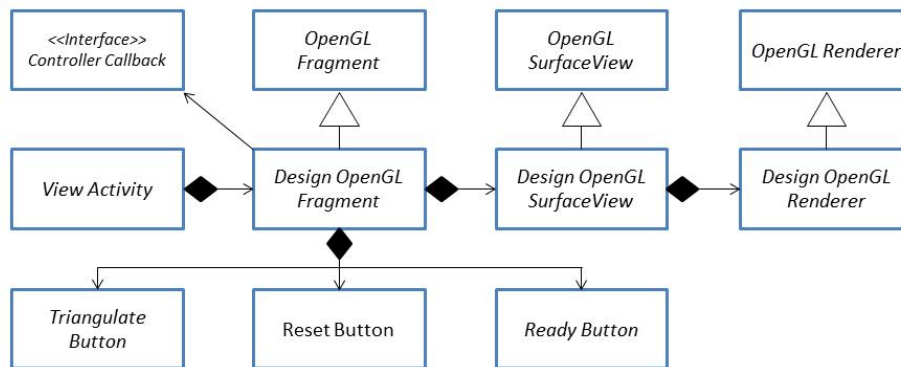 <<Interface>>
Controller Callback
OpenGL
Fragment
OpenGL
SurfaceView
OpenGL Renderer
View Activity
Design OpenGL
Fragment
Design OpenGL
SurfaceView
Design OpenGL
Renderer
Triangulate
Button
Reset Button
Ready Button